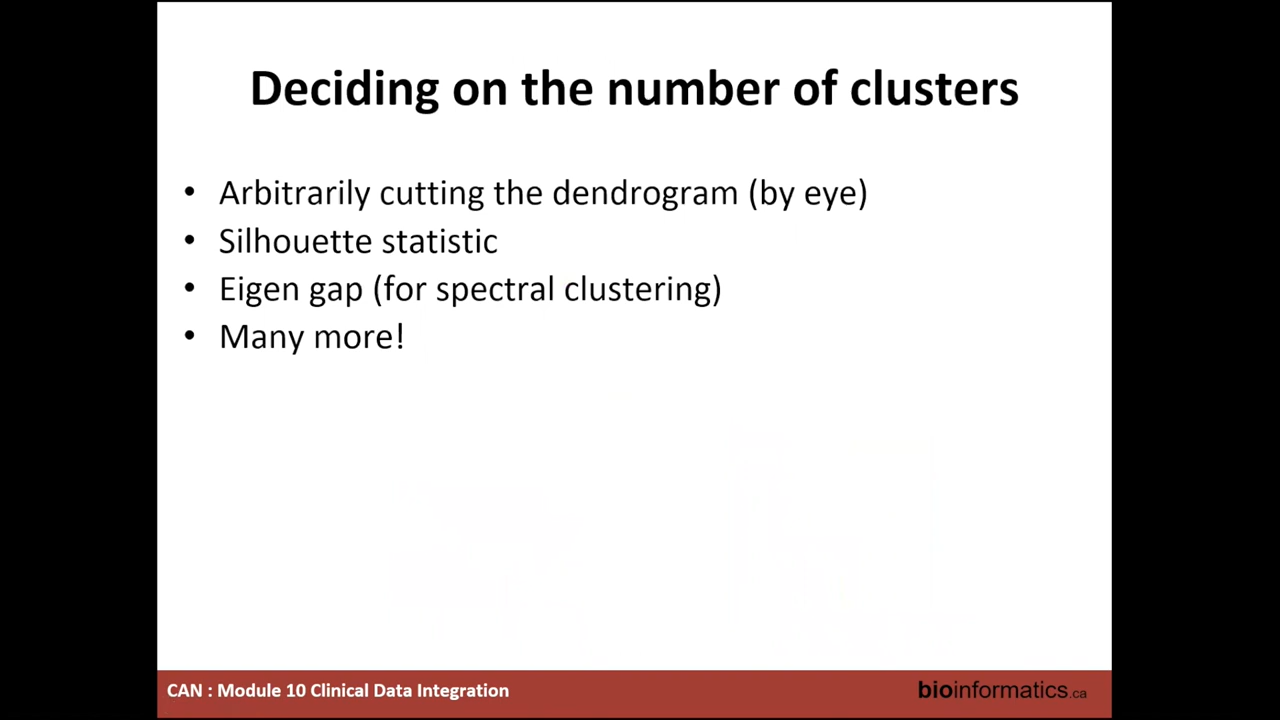 Deciding on the number of clusters
• Arbitrarily cutting the dendrogram (by eye)
• Silhouette statistic
• Eigen gap (for spectral clustering)
• Many more!
CAN : Module 10 Clinical Data Integration
bioinformatics.ca